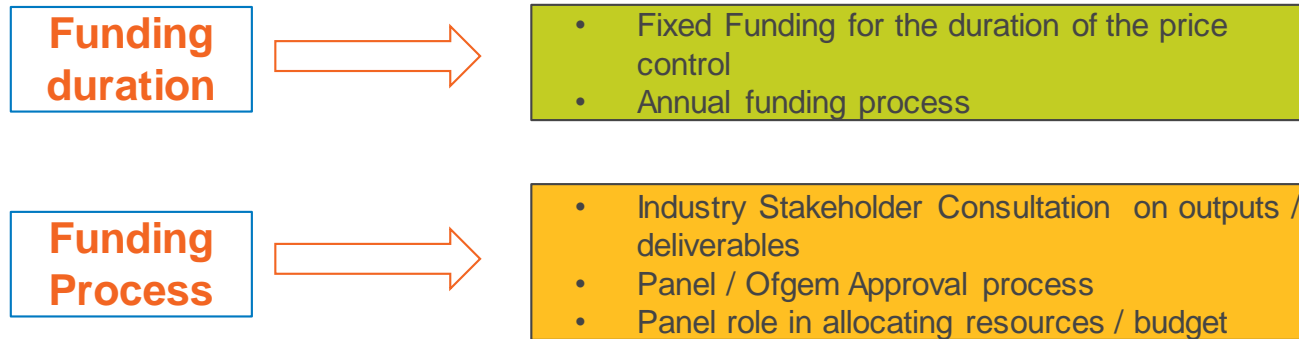 Funding
duration
• Fixed Funding for the duration of the price
control
• Annual funding process
Funding
Process
• Industry Stakeholder Consultation on outputs /
deliverables
• Panel / Ofgem Approval process
• Panel role in allocating resources / budget